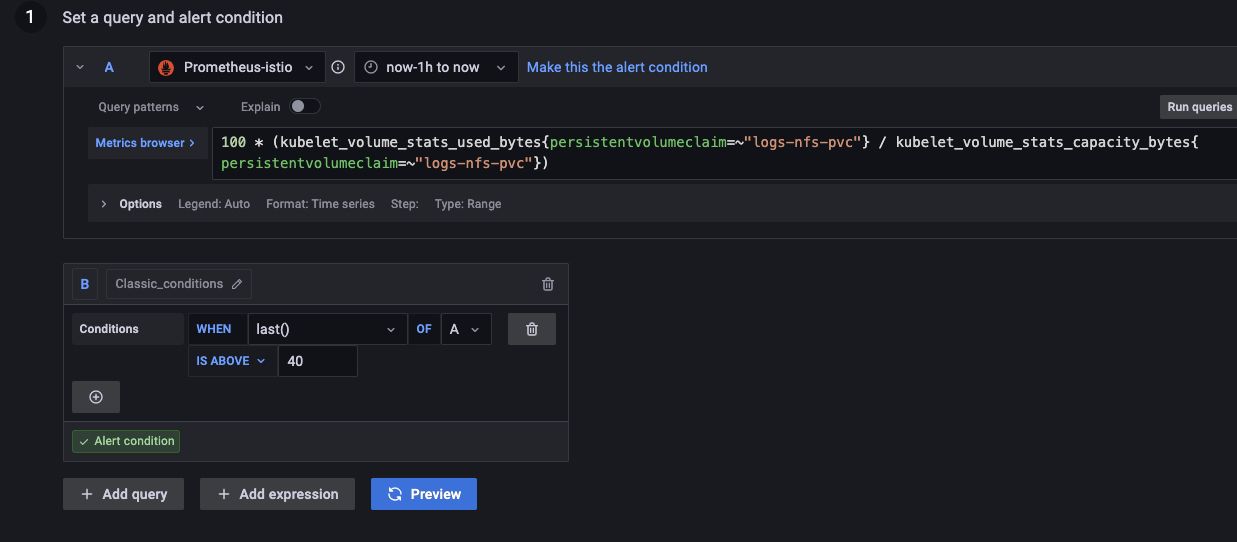 1 Set a query and alert condition
A Prometheus-istio now-1h to now Make this the alert condition
Query patterns Explain Run queries
Metrics browser > 100 * (kubelet_volume_stats_used_bytes{persistentvolumeclaim=~"logs-nfs-pvc"} / kubelet_volume_stats_capacity_bytes{
persistentvolumeclaim=~"logs-nfs-pvc"})
> Options Legend: Auto Format: Time series Step: Type: Range
B Classic_conditions
Conditions WHEN last() OF A
IS ABOVE 40
✓ Alert condition
+ Add query + Add expression Preview